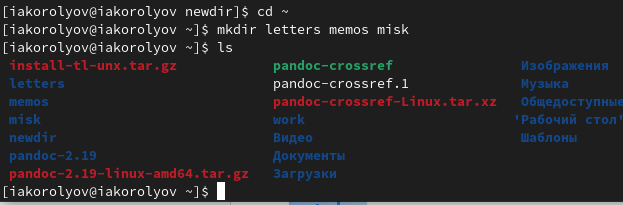 [iakorolyov@iakorolyov newdir]$ cd ~
[iakorolyov@iakorolyov ~]$ mkdir letters memos misk
[iakorolyov@iakorolyov ~]$ ls
install-tl-unx.tar.gz pandoc-crossref Изображения
letters pandoc-crossref.1 Музыка
memos pandoc-crossref-Linux.tar.xz Общедоступные
misk work 'Рабочий стол'
newdir Видео Шаблоны
pandoc-2.19 Документы
pandoc-2.19-linux-amd64.tar.gz Загрузки
[iakorolyov@iakorolyov ~]$